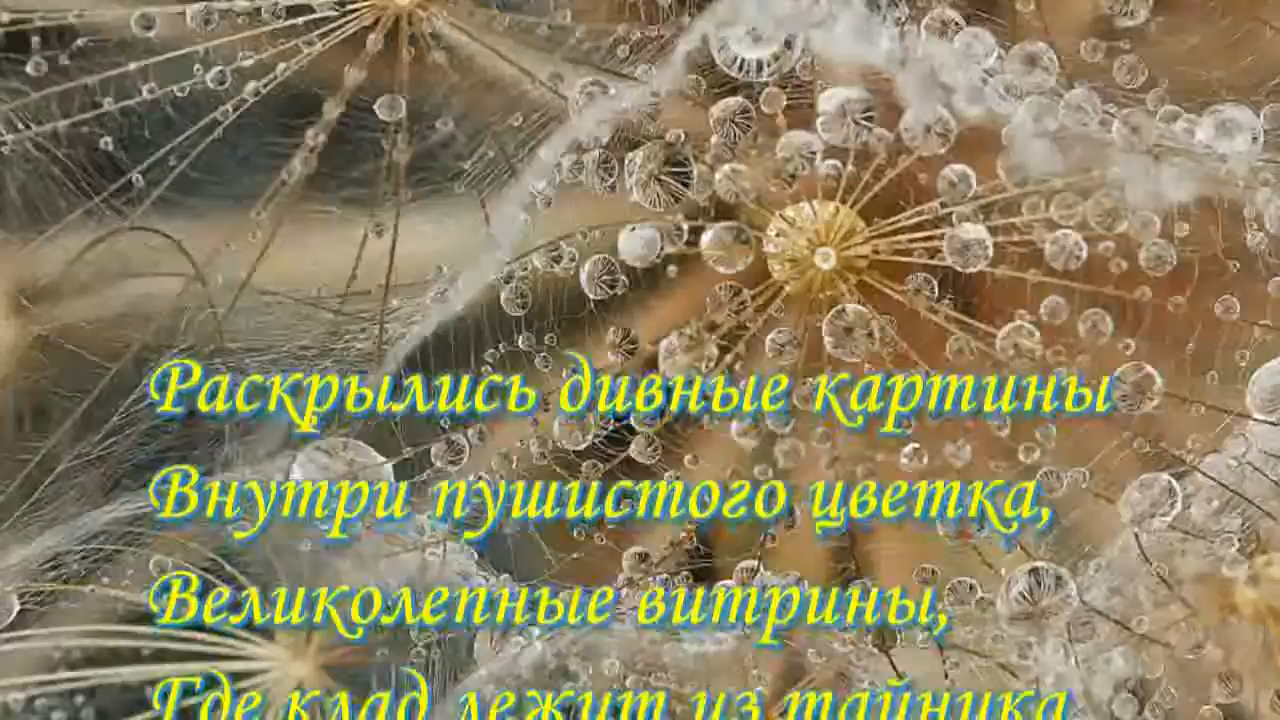 Раскрылись дивные картины
Внутри пушистого цветка,
Великолепные витрины,
Где клад лежит из тайника